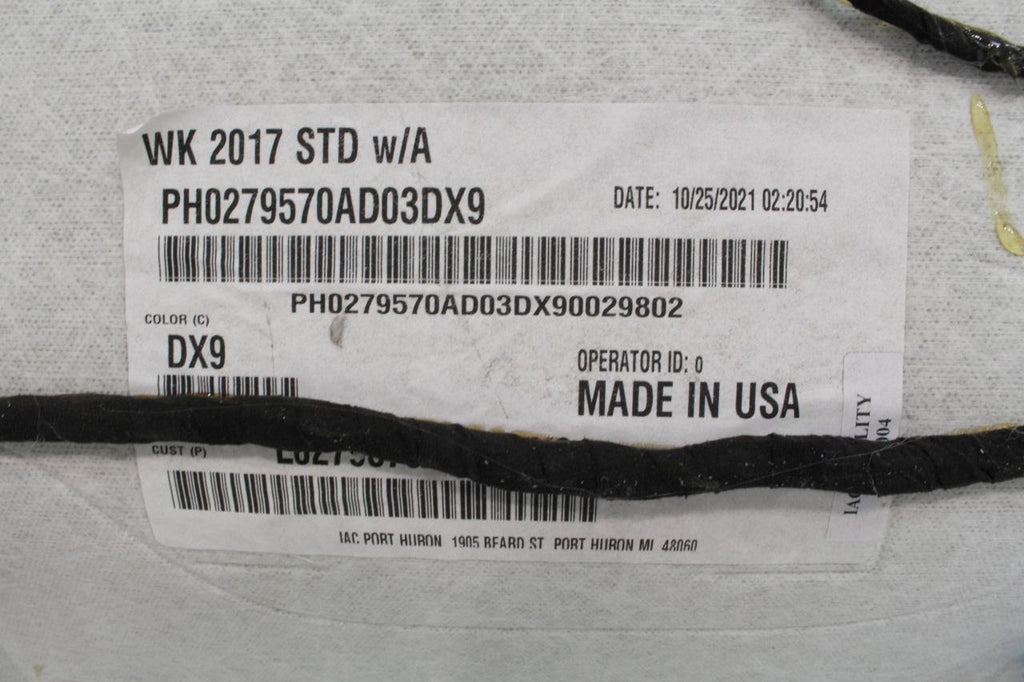 WK 2017 STD w/A
PH0279570AD03DX9
DATE: 10/25/2021 02:20:54
PH0279570AD03DX90029802
COLOR (C)
DX9
OPERATOR ID: 0
MADE IN USA
CUST (P)
IAC PORT HURON 1905 BEARD ST PORT HURON MI 48060